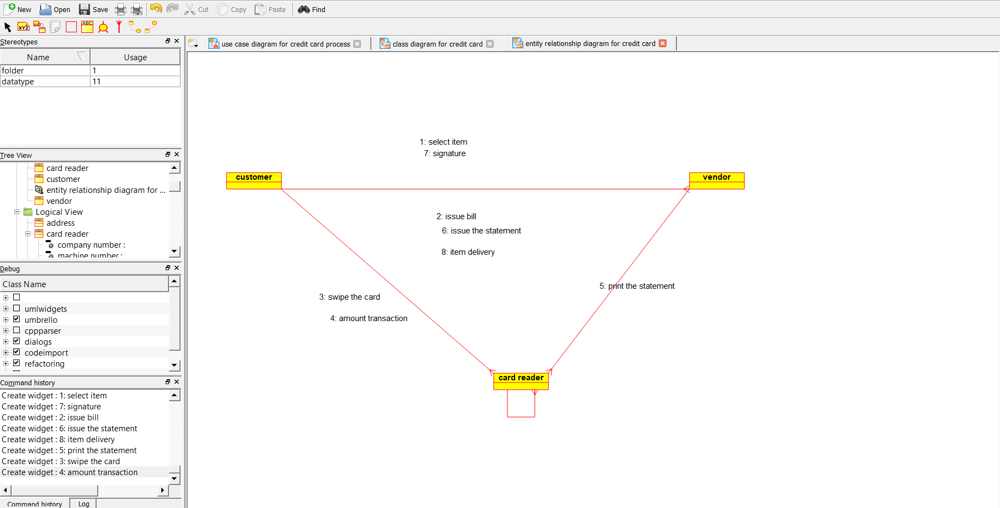 New Open Save Cut Copy Paste Find
XYZ XYZ ABC
Stereotypes
Name Usage
folder 1
datatype 11
Tree View
card reader
customer
entity relationship diagram for ...
vendor
Logical View
address
card reader
company number :
machine number :
Debug
Class Name
umlwidgets
umbrello
cppparser
dialogs
codeimport
refactoring
Command history
Create widget : 1: select item
Create widget : 7: signature
Create widget : 2: issue bill
Create widget : 6: issue the statement
Create widget : 8: item delivery
Create widget : 5: print the statement
Create widget : 3: swipe the card
Create widget : 4: amount transaction
Command history Log
use case diagram for credit card process class diagram for credit card entity relationship diagram for credit card
1: select item
7: signature
customer vendor
2: issue bill
6: issue the statement
8: item delivery
5: print the statement
3: swipe the card
4: amount transaction
card reader